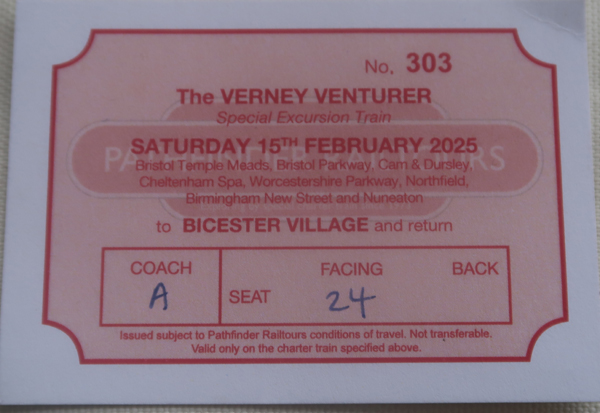 No. 303
The VERNEY VENTURER
Special Excursion Train
SATURDAY 15TH FEBRUARY 2025
Bristol Temple Meads, Bristol Parkway, Cam & Dursley,
Cheltenham Spa, Worcestershire Parkway, Northfield,
Birmingham New Street and Nuneaton
to BICESTER VILLAGE and return
COACH FACING BACK
A SEAT 24
Issued subject to Pathfinder Railtours conditions of travel. Not transferable.
Valid only on the charter train specified above.